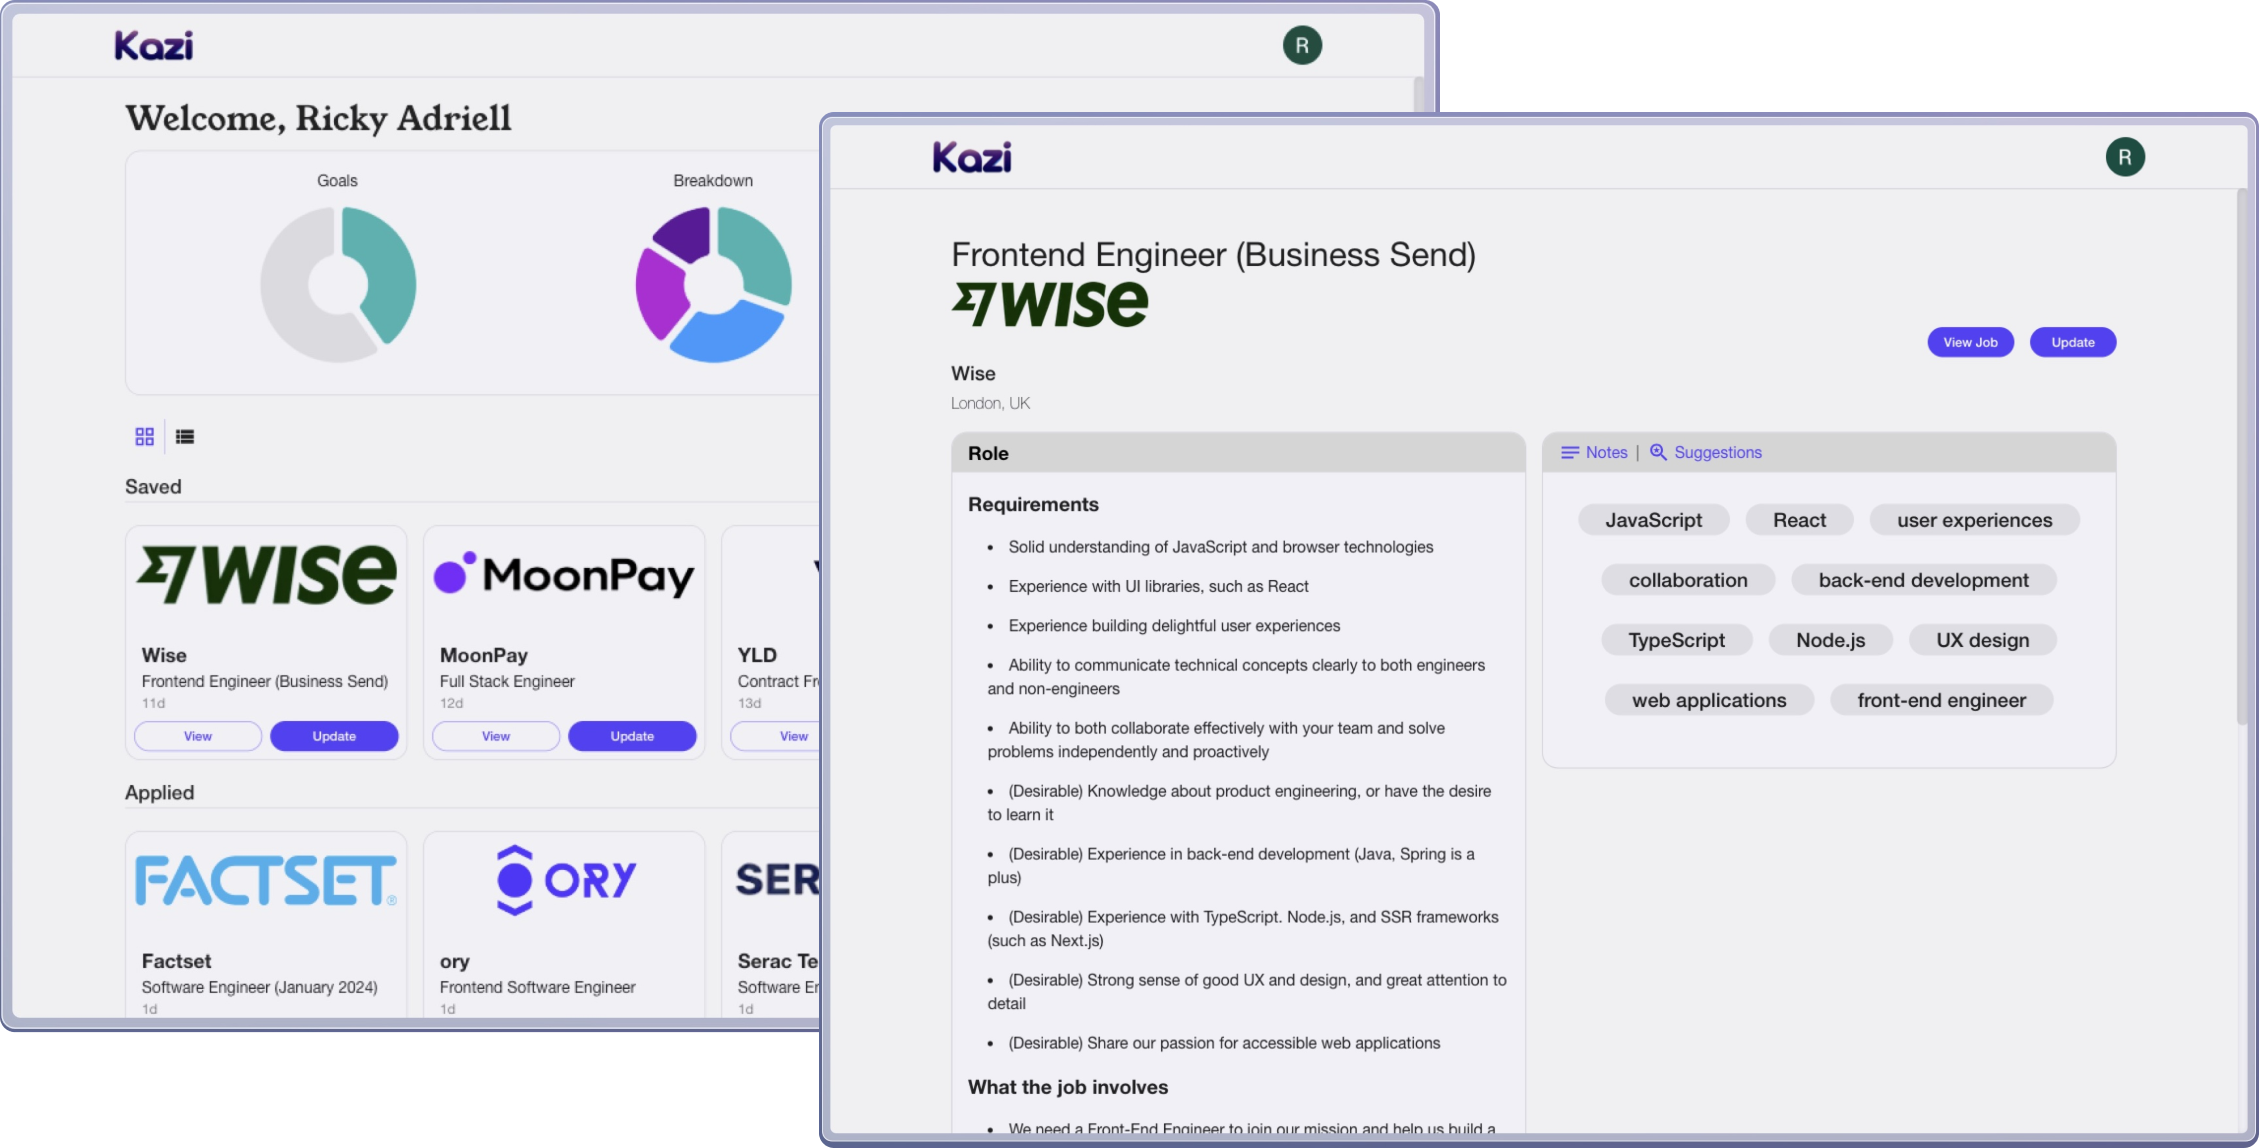 Kazi
R
Welcome, Ricky Adriell
Goals
Breakdown
Saved
WISE
MoonPay
Wise
Frontend Engineer (Business Send)
11d
View
Update
MoonPay
Full Stack Engineer
12d
View
Update
YLD
Contract
13d
View
Applied
FACTSET®
ORY
SER
Factset
Software Engineer (January 2024)
1d
ory
Frontend Software Engineer
1d
Serac
Software
1d
Kazi
R
Frontend Engineer (Business Send)
WISE
View Job
Update
Wise
London, UK
Role
Requirements
• Solid understanding of JavaScript and browser technologies
• Experience with UI libraries, such as React
• Experience building delightful user experiences
• Ability to communicate technical concepts clearly to both engineers
and non-engineers
• Ability to both collaborate effectively with your team and solve
problems independently and proactively
• (Desirable) Knowledge about product engineering, or have the desire
to learn it
• (Desirable) Experience in back-end development (Java, Spring is a
plus)
• (Desirable) Experience with TypeScript. Node.js, and SSR frameworks
(such as Next.js)
• (Desirable) Strong sense of good UX and design, and great attention to
detail
• (Desirable) Share our passion for accessible web applications
What the job involves
• We need a Front-End Engineer to join our mission and help us build a
Notes | Suggestions
JavaScript React user experiences
collaboration back-end development
TypeScript Node.js UX design
web applications front-end engineer